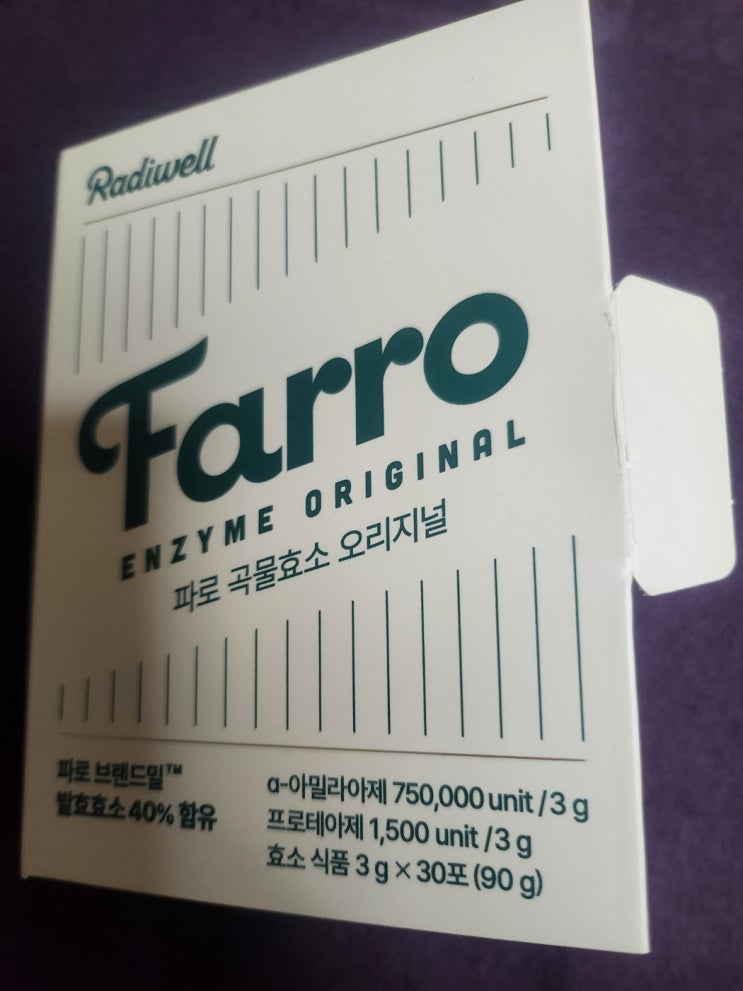 Radiwell
Farro
ENZYME ORIGINAL
파로 곡물효소 오리지널
파로 브랜드밀™
발효효소 40% 함유
α-아밀라아제 750,000 unit / 3 g
프로테아제 1,500 unit / 3 g
효소 식품 3 g × 30포 (90 g)